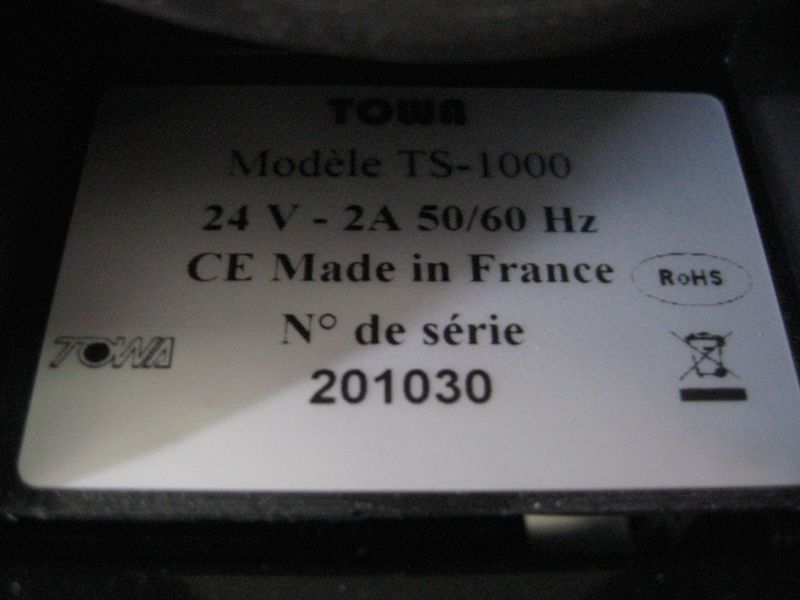 TOWA
Modèle TS-1000
24 V - 2A 50/60 Hz
CE Made in France
RoHS
N° de série
TOWA
201030